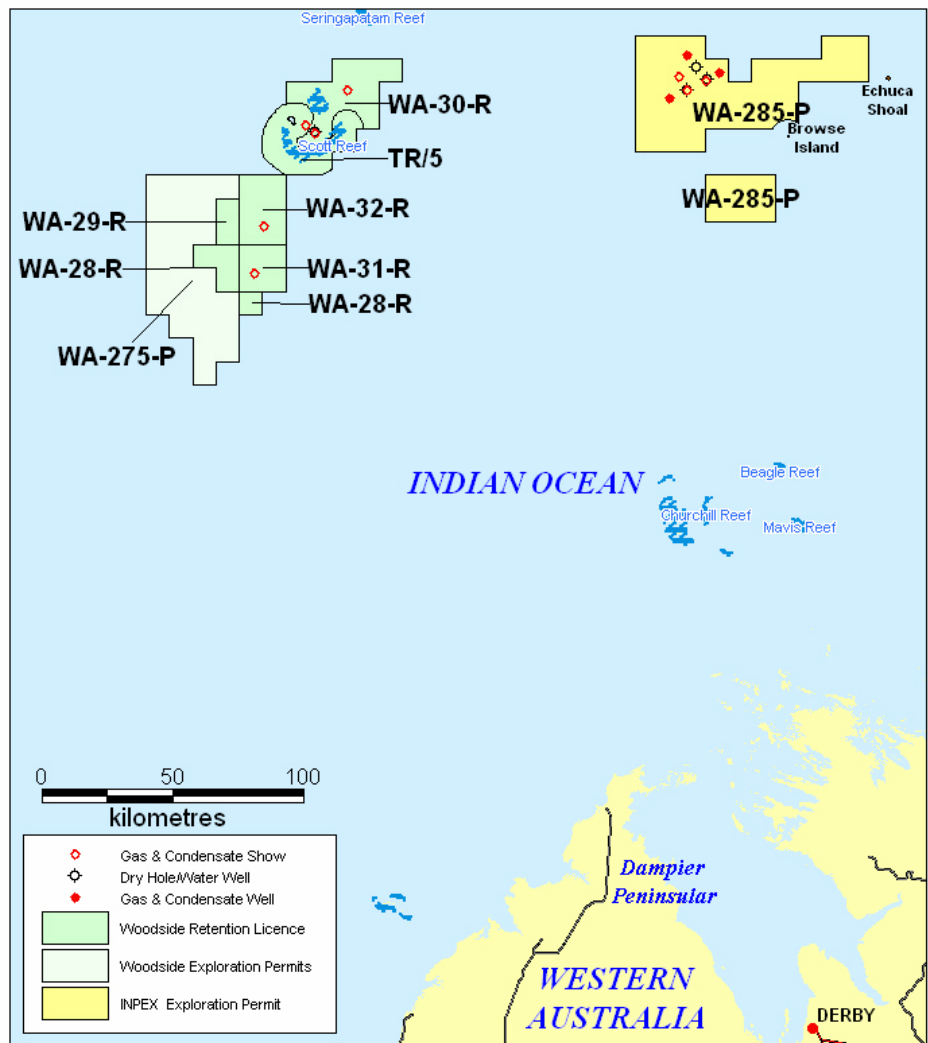 Seringapatam Reef
WA-30-R
Scott Reef
TR/5
WA-285-P
Echuca
Shoal
Browse
Island
WA-285-P
WA-32-R
WA-29-R
WA-28-R
WA-31-R
WA-28-R
WA-275-P
INDIAN OCEAN
Beagle Reef
Churchill Reef
Mavis Reef
0 50 100
kilometres
Gas & Condensate Show
Dry Hole/Water Well
Gas & Condensate Well
Woodside Retention Licence
Woodside Exploration Permits
INPEX Exploration Permit
Dampier
Peninsular
WESTERN
AUSTRALIA
DERBY